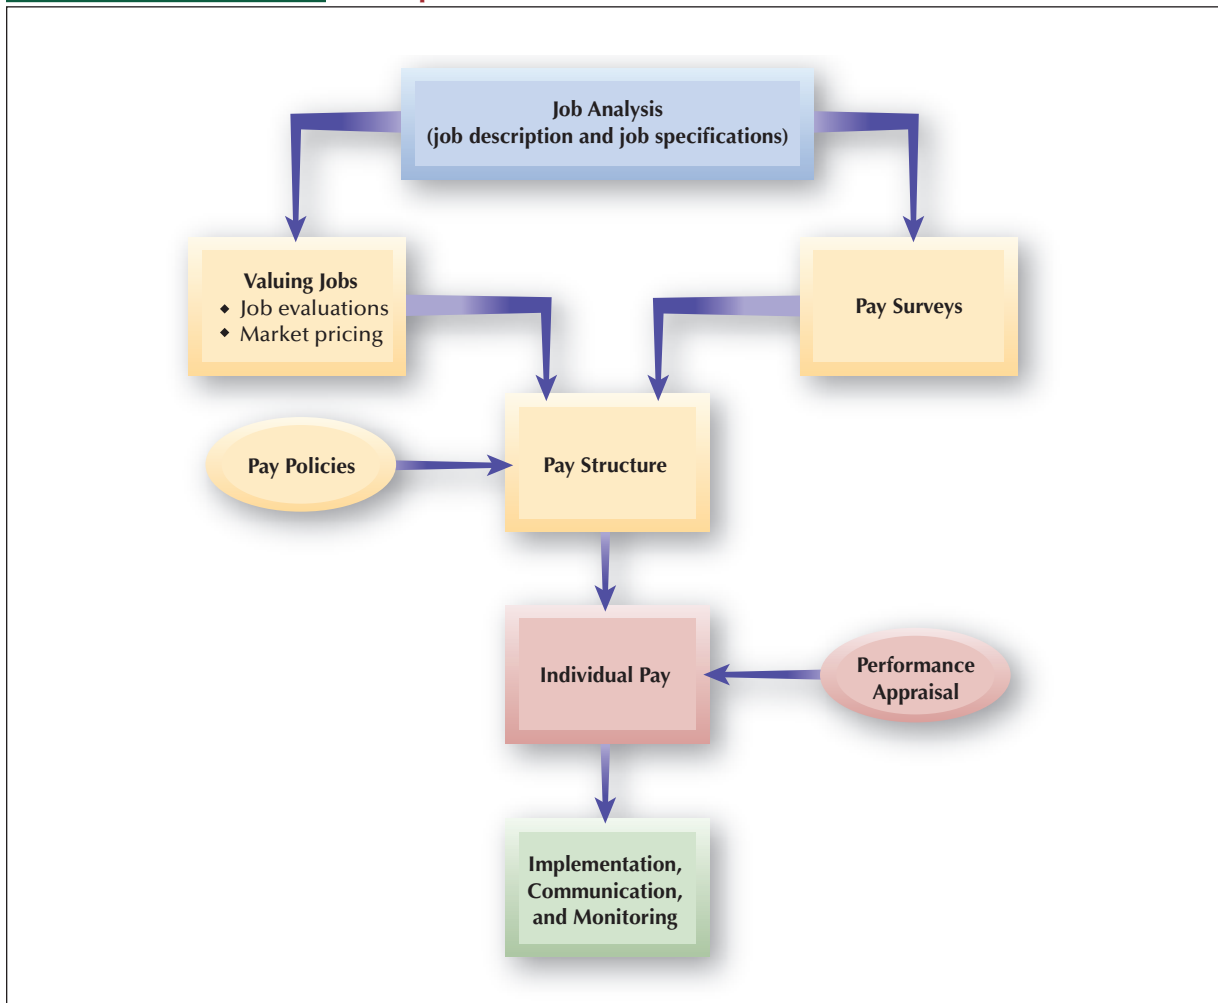 Job Analysis
(job description and job specifications)
Valuing Jobs
◆ Job evaluations
◆ Market pricing
Pay Surveys
Pay Policies
Pay Structure
Individual Pay
Performance
Appraisal
Implementation,
Communication,
and Monitoring